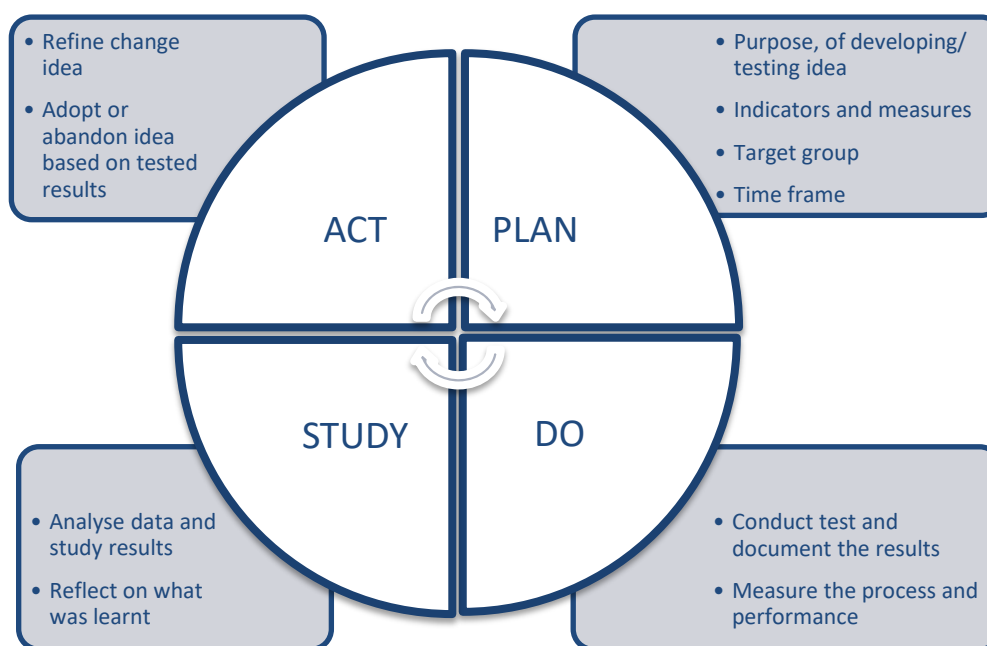 • Refine change
idea
• Adopt or
abandon idea
based on tested
results
• Purpose, of developing/
testing idea
• Indicators and measures
• Target group
• Time frame
ACT
PLAN
STUDY
DO
• Analyse data and
study results
• Reflect on what
was learnt
• Conduct test and
document the results
• Measure the process and
performance